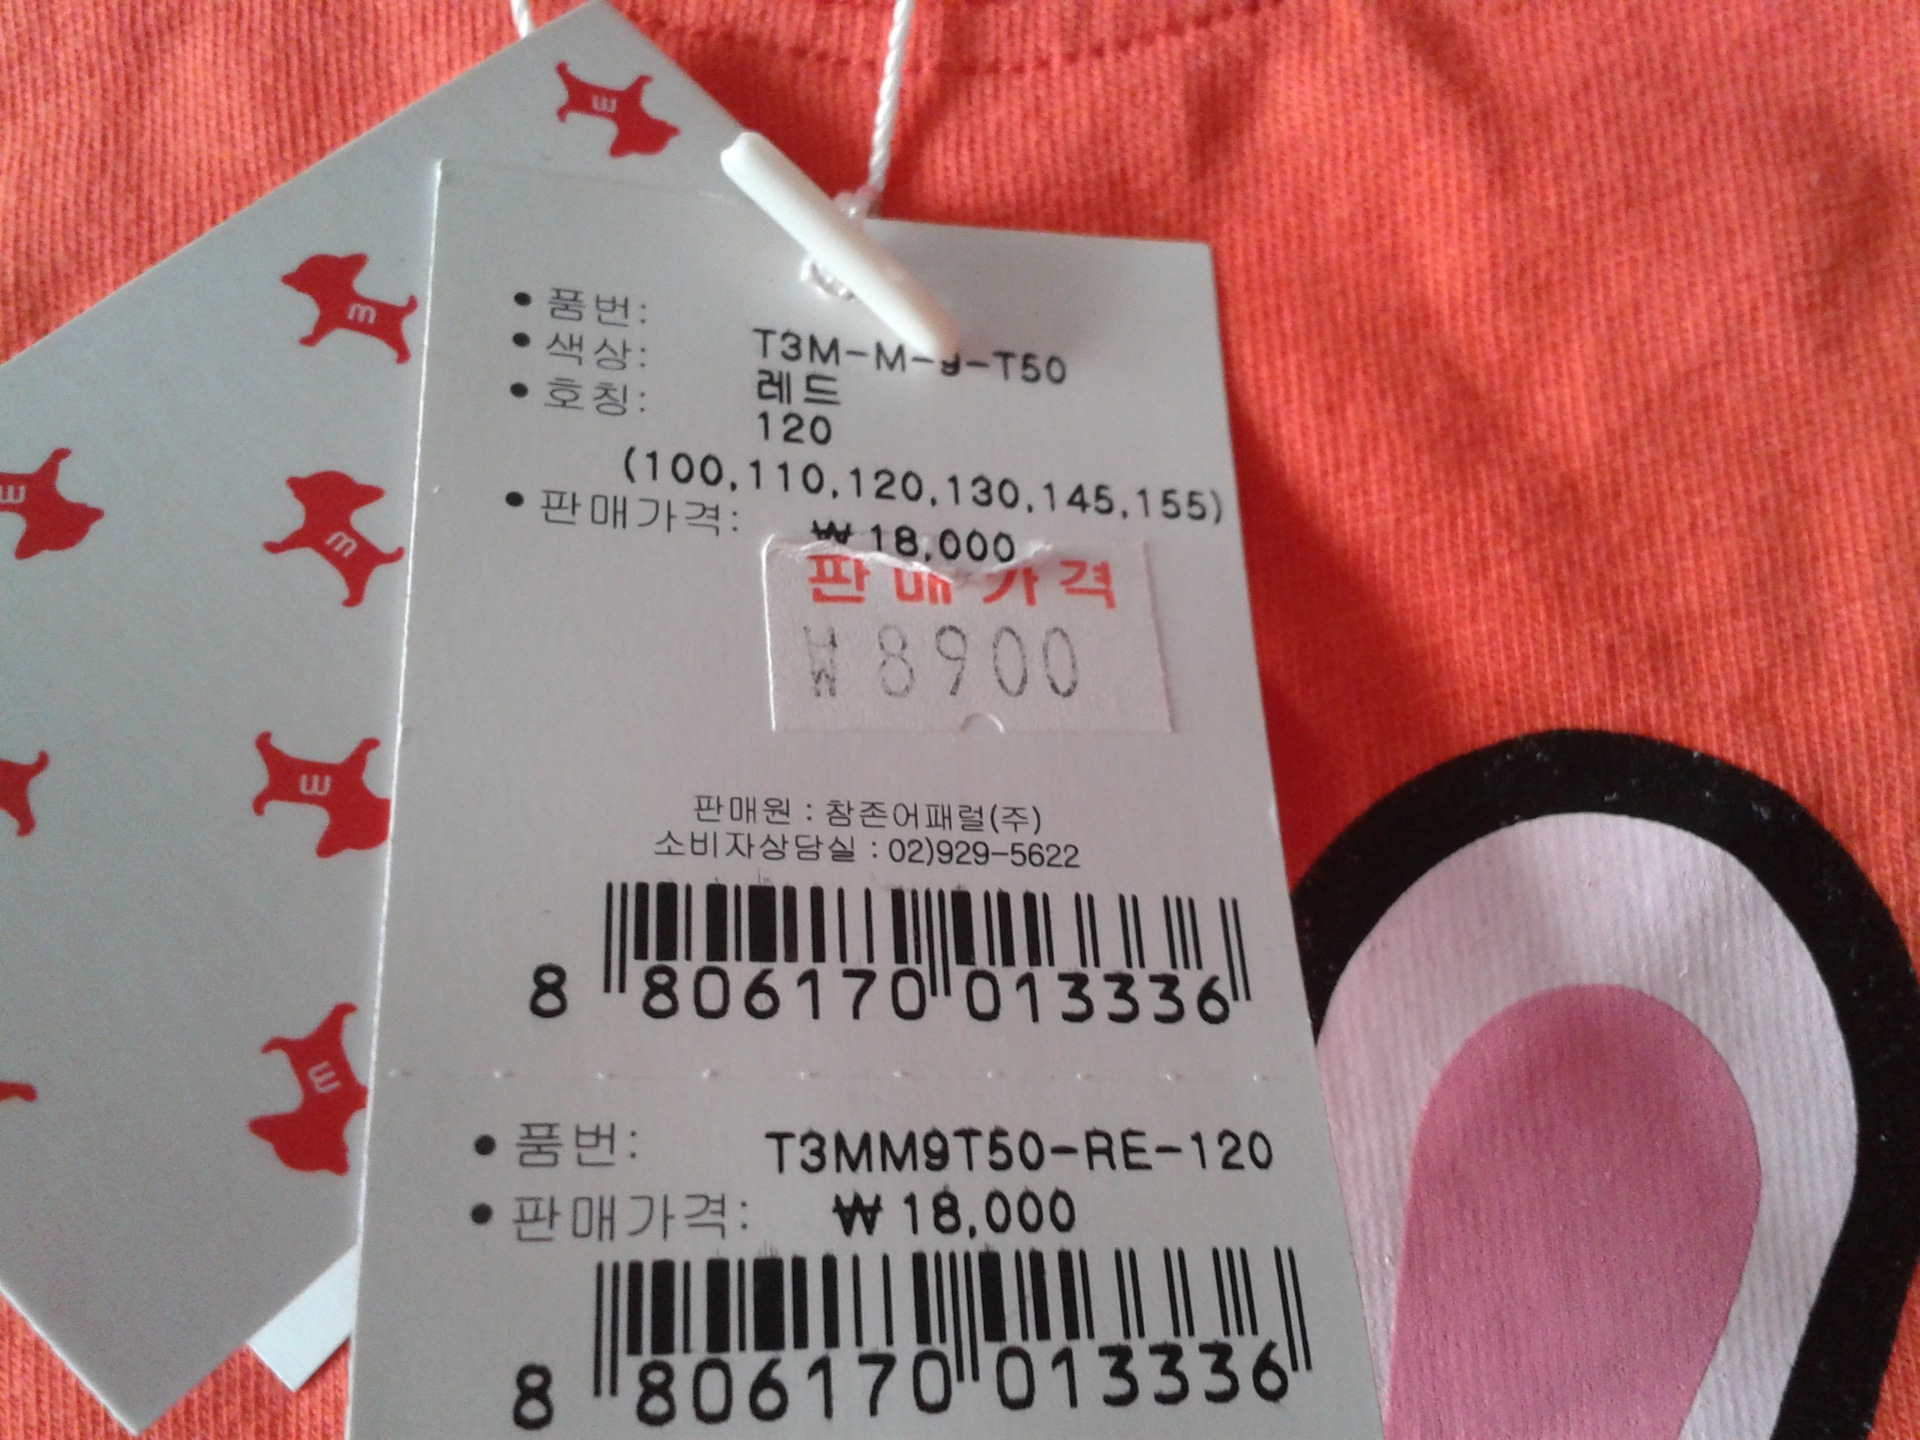 • 품번:
T3M-M-9-T50
• 색상:
레드
• 호칭:
120
(100,110,120,130,145,155)
• 판매가격:
₩ 18,000
판매가격
₩8900
판매원 : 참존어패럴(주)
소비자상담실 : 02)929-5622
8 806170 013336
• 품번: T3MM9T50-RE-120
• 판매가격: ₩ 18,000
8 806170 013336